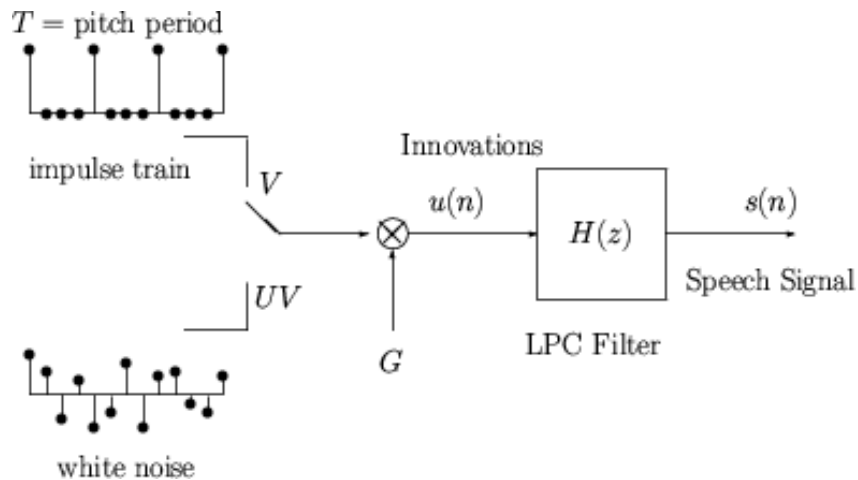 T = pitch period
impulse train
V
Innovations
u(n)
H(z)
s(n)
Speech Signal
UV
G
LPC Filter
white noise